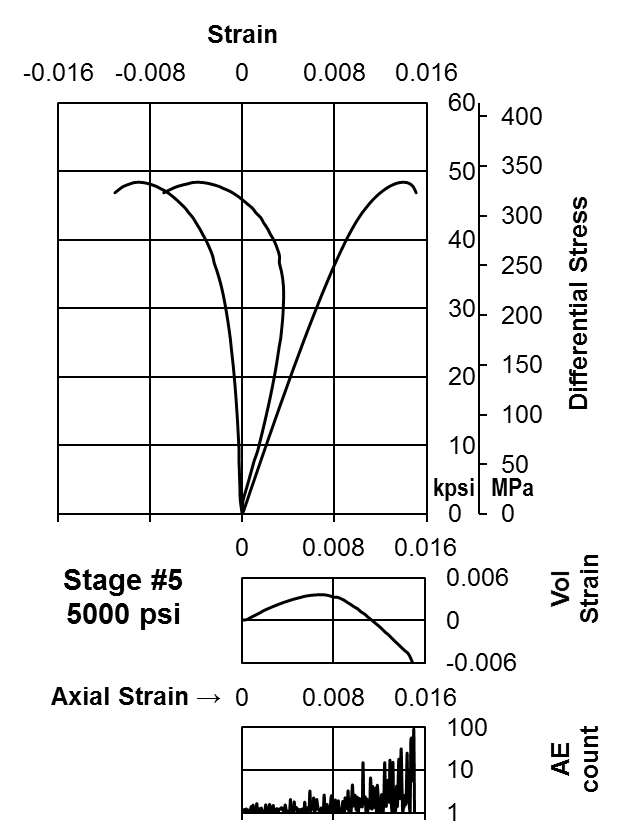 Strain
-0.016 -0.008 0 0.008 0.016
60
400
50
350
300
40
250
30
200
150
20
100
10
50
kpsi MPa
0 0
Differential Stress
0 0.008 0.016
Stage #5
5000 psi
0.006
0
-0.006
Vol
Strain
Axial Strain → 0 0.008 0.016
100
10
1
AE
count